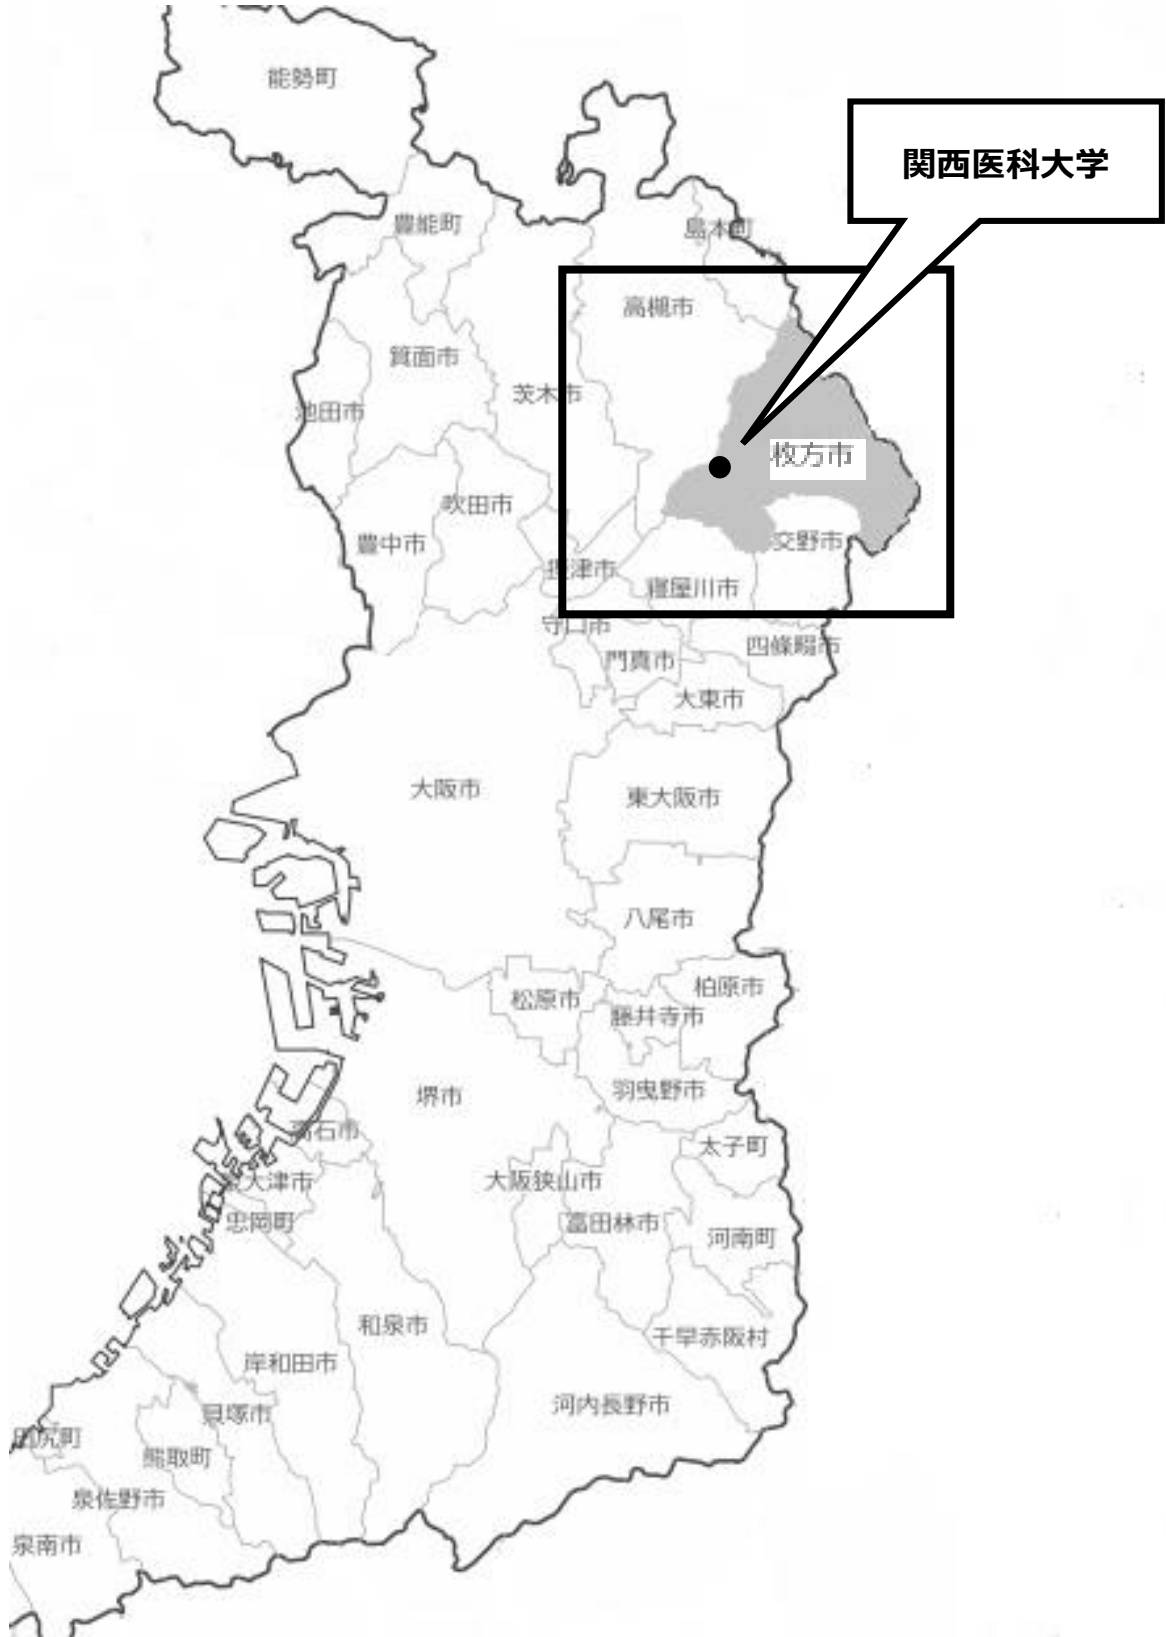 能勢町
関西医科大学
豊能町
島本町
高槻市
箕面市
茨木市
池田市
枚方市
吹田市
豊中市
交野市
摂津市
寝屋川市
守口市
四條畷市
門真市
大東市
大阪市
東大阪市
八尾市
柏原市
松原市
藤井寺市
羽曳野市
堺市
高石市
太子町
大阪狭山市
泉大津市
富田林市
忠岡町
河南町
和泉市
千早赤阪村
岸和田市
河内長野市
貝塚市
田尻町
熊取町
泉佐野市
泉南市